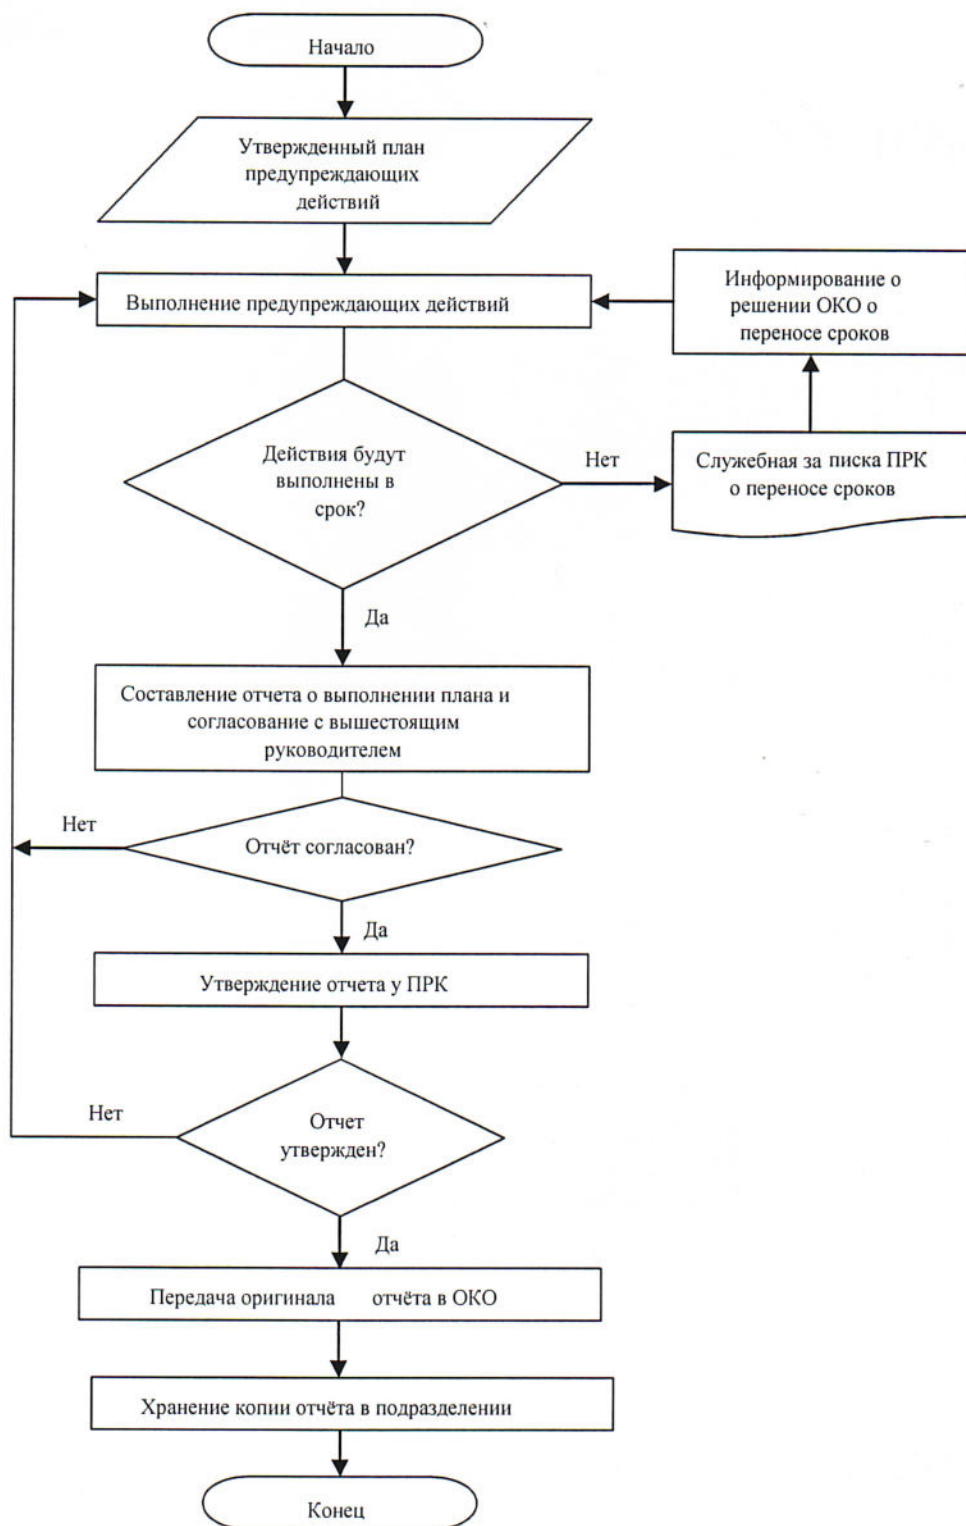 Начало
Утвержденный план
предупреждающих
действий
Выполнение предупреждающих действий
Информирование о
решении ОКО о
переносе сроков
Действия будут
выполнены в
срок?
Нет
Служебная за писка ПРК
о переносе сроков
Да
Составление отчета о выполнении плана и
согласование с вышестоящим
руководителем
Нет
Отчёт согласован?
Да
Утверждение отчета у ПРК
Нет
Отчет
утвержден?
Да
Передача оригинала отчёта в ОКО
Хранение копии отчёта в подразделении
Конец